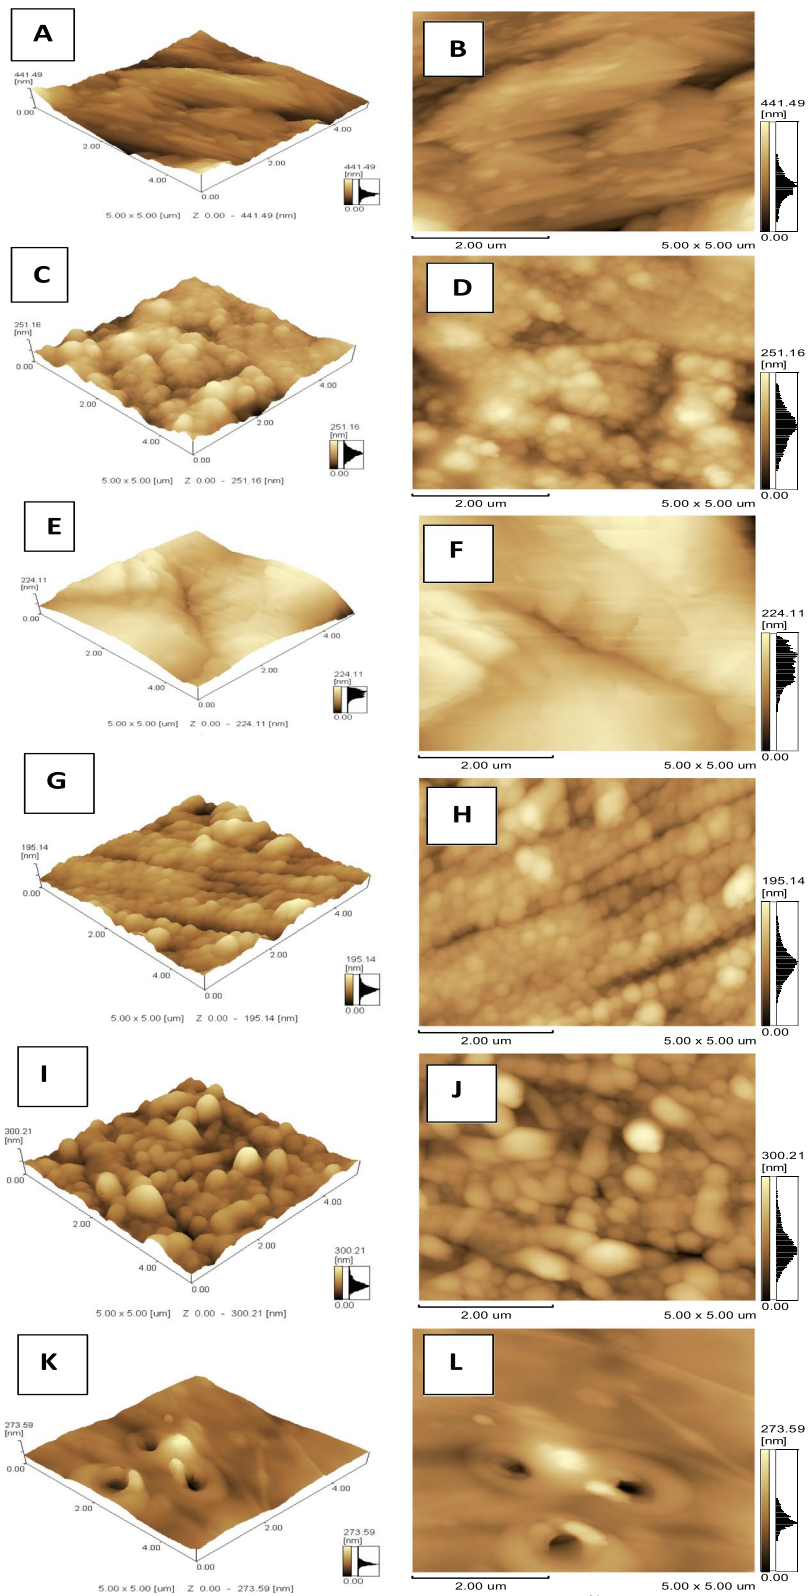 A
441.49
[nm]
0.00
2.00
4.00
4.00
2.00
0.00
441.49
[nm]
0.00
5.00 x 5.00 [um] Z 0.00 - 441.49 [nm]
B
441.49
[nm]
0.00
2.00 um
5.00 x 5.00 um
C
251.16
[nm]
0.00
2.00
4.00
4.00
2.00
0.00
251.16
[nm]
0.00
5.00 x 5.00 [um] Z 0.00 - 251.16 [nm]
D
251.16
[nm]
0.00
2.00 um
5.00 x 5.00 um
E
224.11
[nm]
0.00
2.00
4.00
4.00
2.00
0.00
224.11
[nm]
0.00
5.00 x 5.00 [um] Z 0.00 - 224.11 [nm]
F
224.11
[nm]
0.00
2.00 um
5.00 x 5.00 um
G
195.14
[nm]
0.00
2.00
4.00
4.00
2.00
0.00
195.14
[nm]
0.00
5.00 x 5.00 [um] Z 0.00 - 195.14 [nm]
H
195.14
[nm]
0.00
2.00 um
5.00 x 5.00 um
I
300.21
[nm]
0.00
2.00
4.00
4.00
2.00
0.00
300.21
[nm]
0.00
5.00 x 5.00 [um] Z 0.00 - 300.21 [nm]
J
300.21
[nm]
0.00
2.00 um
5.00 x 5.00 um
K
273.59
[nm]
0.00
2.00
4.00
4.00
2.00
0.00
273.59
[nm]
0.00
5.00 x 5.00 [um] Z 0.00 - 273.59 [nm]
L
273.59
[nm]
0.00
2.00 um
5.00 x 5.00 um